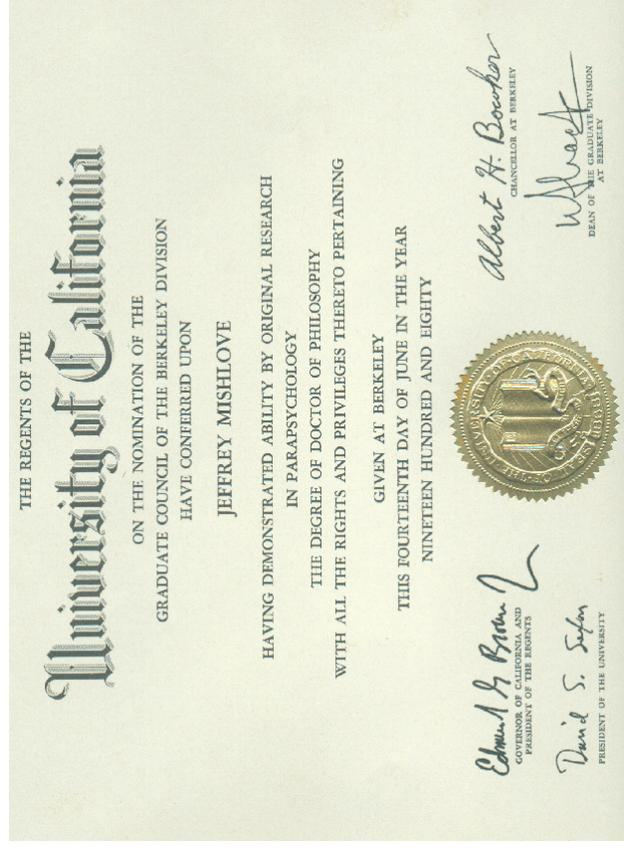 THE REGENTS OF THE
University of California
ON THE NOMINATION OF THE
GRADUATE COUNCIL OF THE BERKELEY DIVISION
HAVE CONFERRED UPON
JEFFREY MISHLOVE
HAVING DEMONSTRATED ABILITY BY ORIGINAL RESEARCH
IN PARAPSYCHOLOGY
THE DEGREE OF DOCTOR OF PHILOSOPHY
WITH ALL THE RIGHTS AND PRIVILEGES THERETO PERTAINING
GIVEN AT BERKELEY
THIS FOURTEENTH DAY OF JUNE IN THE YEAR
NINETEEN HUNDRED AND EIGHTY
Edmund G Brown Jr
GOVERNOR OF CALIFORNIA AND
PRESIDENT OF THE REGENTS
David S. Saxon
PRESIDENT OF THE UNIVERSITY
Albert H. Bowker
CHANCELLOR AT BERKELEY
DEAN OF THE GRADUATE DIVISION
AT BERKELEY